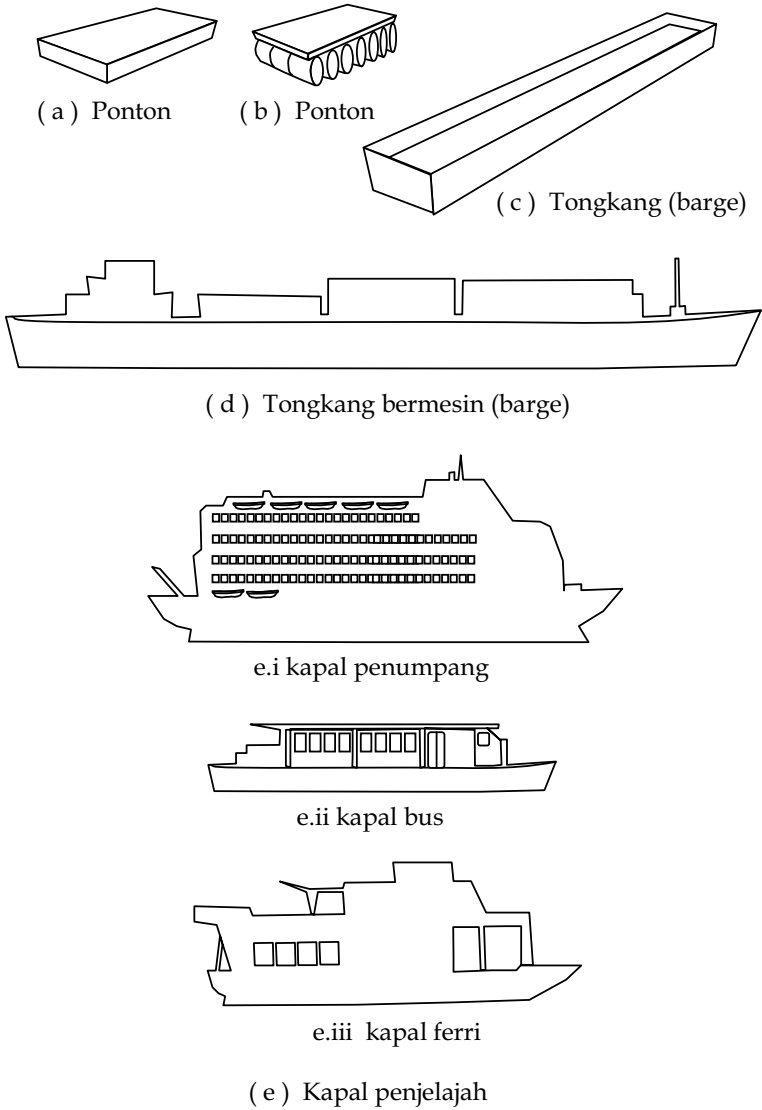 ( a ) Ponton
( b ) Ponton
( c ) Tongkang (barge)
( d ) Tongkang bermesin (barge)
e.i kapal penumpang
e.ii kapal bus
e.iii kapal ferri
( e ) Kapal penjelajah